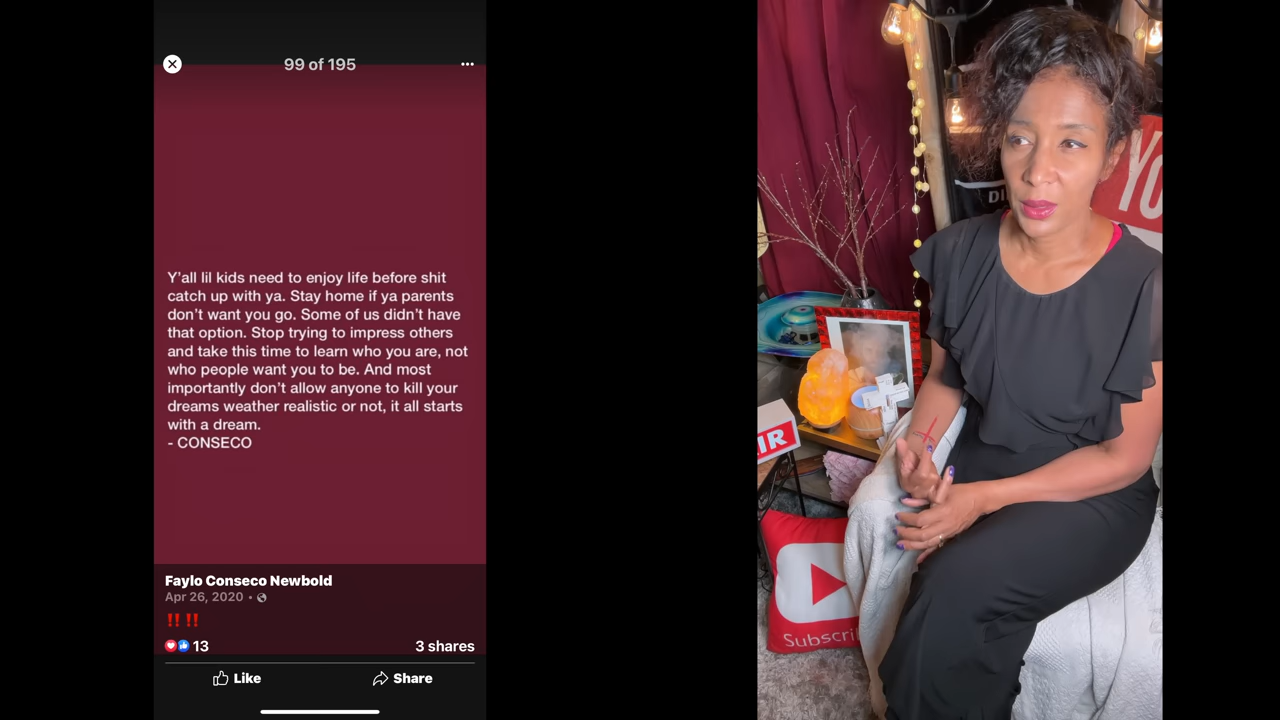 99 of 195
Y'all lil kids need to enjoy life before shit
catch up with ya. Stay home if ya parents
don't want you go. Some of us didn't have
that option. Stop trying to impress others
and take this time to learn who you are, not
who people want you to be. And most
importantly don't allow anyone to kill your
dreams weather realistic or not, it all starts
with a dream.
- CONSECO
Faylo Conseco Newbold
Apr 26, 2020
‼️ ‼️
13
3 shares
Like
Share
YO
DI
IR
Subscri